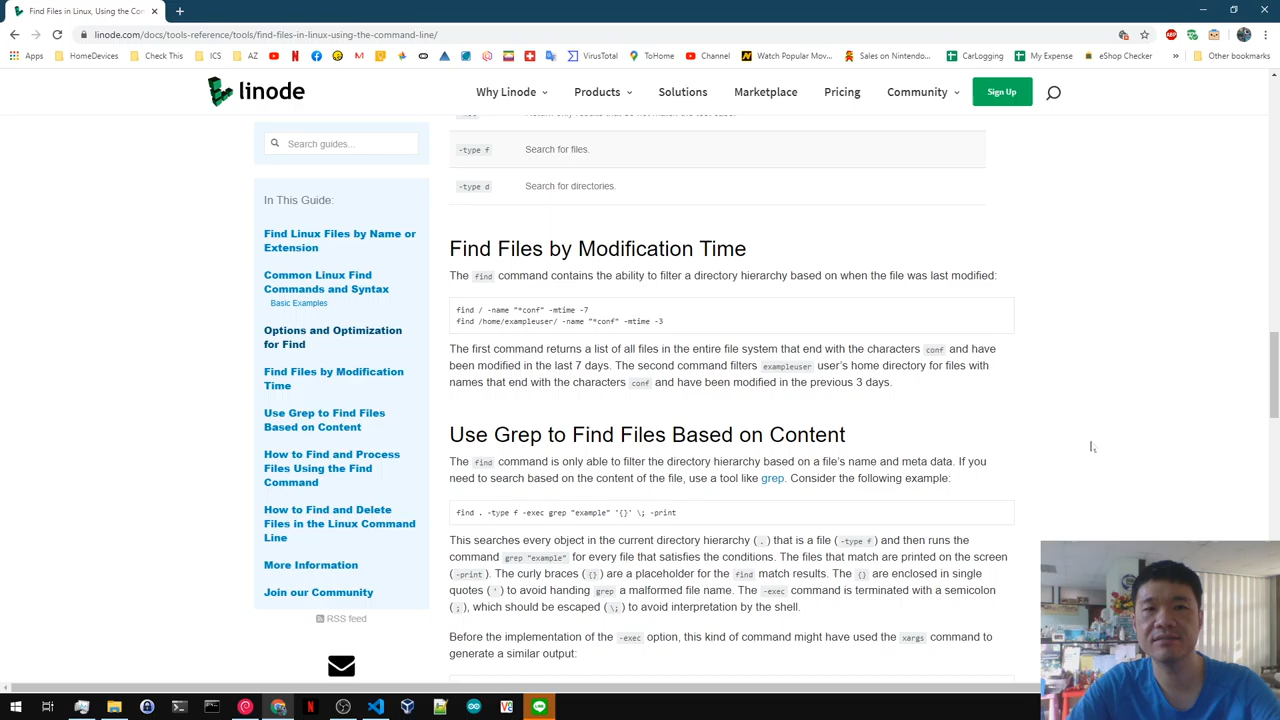 Find Files in Linux, Using the Con
linode.com/docs/tools-reference/tools/find-files-in-linux-using-the-command-line/
Apps
HomeDevices
Check This
ICS
AZ
VirusTotal
ToHome
Channel
Watch Popular Mov...
Sales on Nintendo...
CarLogging
My Expense
eShop Checker
»
Other bookmarks
linode
Why Linode
Products
Solutions
Marketplace
Pricing
Community
Sign Up
Search guides...
In This Guide:
Find Linux Files by Name or
Extension
Common Linux Find
Commands and Syntax
Basic Examples
Options and Optimization
for Find
Find Files by Modification
Time
Use Grep to Find Files
Based on Content
How to Find and Process
Files Using the Find
Command
How to Find and Delete
Files in the Linux Command
Line
More Information
Join our Community
RSS feed
-type f Search for files.
-type d Search for directories.
Find Files by Modification Time
The find command contains the ability to filter a directory hierarchy based on when the file was last modified:
find / -name "*conf" -mtime -7
find /home/exampleuser/ -name "*conf" -mtime -3
The first command returns a list of all files in the entire file system that end with the characters conf and have
been modified in the last 7 days. The second command filters exampleuser user's home directory for files with
names that end with the characters conf and have been modified in the previous 3 days.
Use Grep to Find Files Based on Content
The find command is only able to filter the directory hierarchy based on a file's name and meta data. If you
need to search based on the content of the file, use a tool like grep. Consider the following example:
find . -type f -exec grep "example" '{}' \; -print
This searches every object in the current directory hierarchy (.) that is a file (-type f) and then runs the
command grep "example" for every file that satisfies the conditions. The files that match are printed on the screen
(-print). The curly braces ({}) are a placeholder for the find match results. The {} are enclosed in single
quotes (') to avoid handing grep a malformed file name. The -exec command is terminated with a semicolon
(;), which should be escaped (\;) to avoid interpretation by the shell.
Before the implementation of the -exec option, this kind of command might have used the xargs command to
generate a similar output: